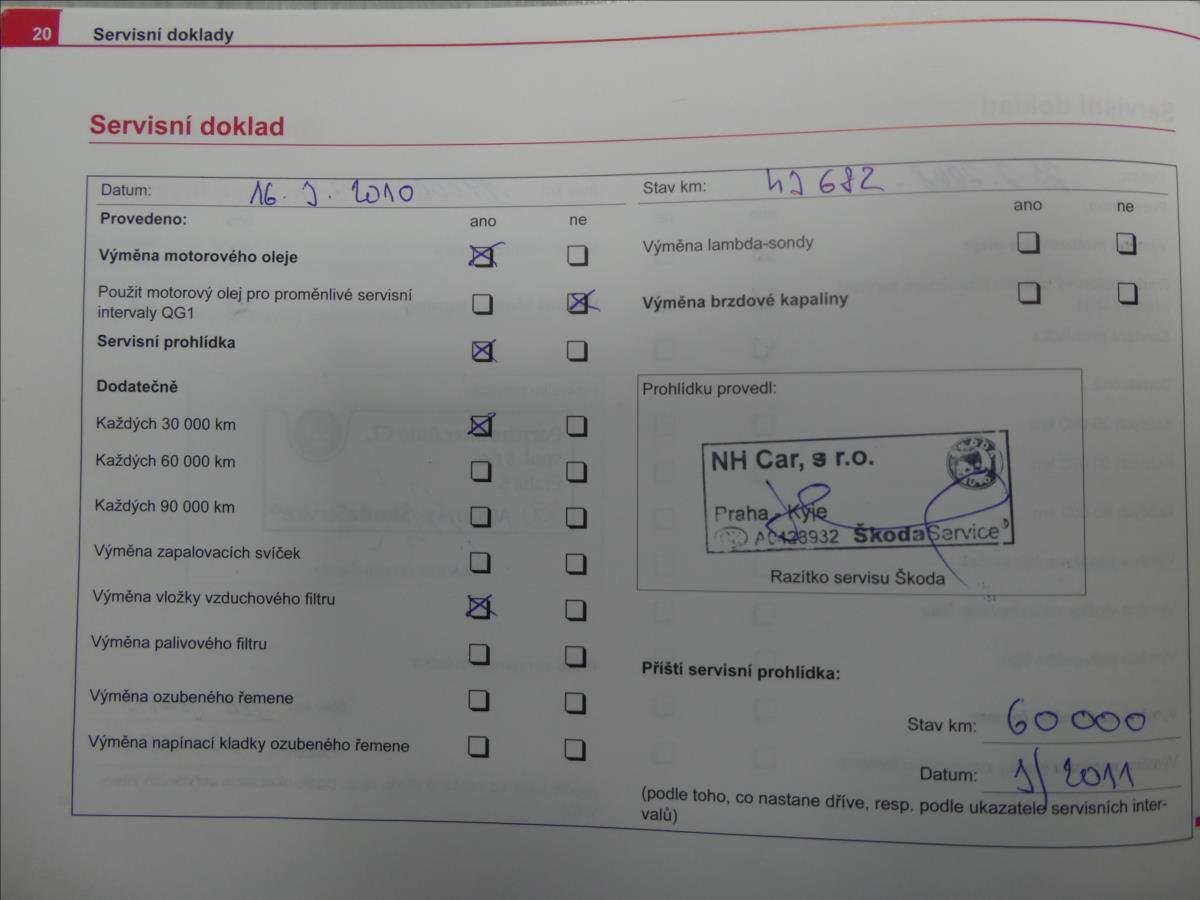 20 Servisní doklady
Servisní doklad
Datum: 16. 2010
Stav km: 682
Provedeno: ano ne
ano ne
Výměna motorového oleje
Výměna lambda-sondy
Použit motorový olej pro proměnlivé servisní
intervaly QG1
Výměna brzdové kapaliny
Servisní prohlídka
Dodatečně
Každých 30 000 km
Každých 60 000 km
Každých 90 000 km
Výměna zapalovacích svíček
Výměna vložky vzduchového filtru
Výměna palivového filtru
Výměna ozubeného řemene
Výměna napínací kladky ozubeného řemene
Prohlídku provedl:
NH Car, s r.o.
Praha - Kyje
A0428932 ŠkodaService
Razítko servisu Škoda
Příští servisní prohlídka:
Stav km: 60 000
Datum: 2011
(podle toho, co nastane dříve, resp. podle ukazatele servisních inter-
valů)